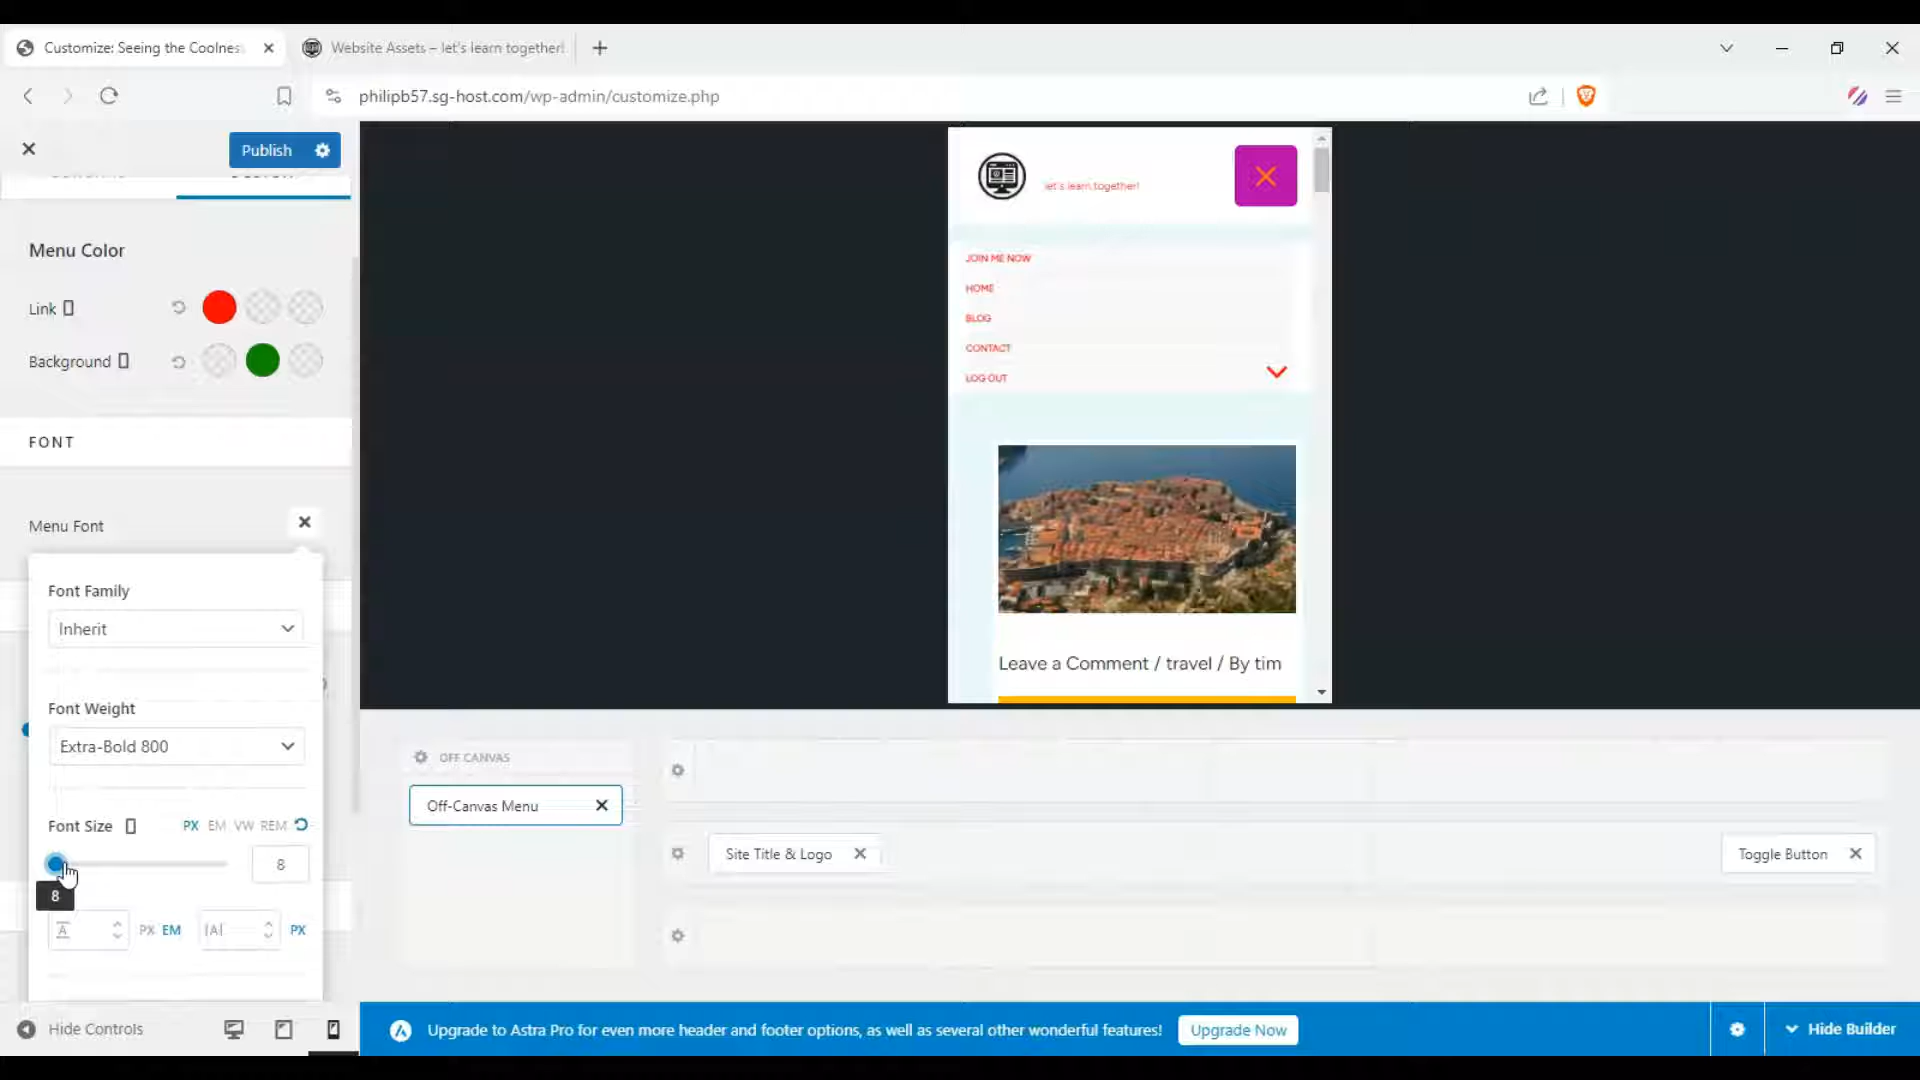 Customize: Seeing the Coolnes
Website Assets – let's learn together!
philipb57.sg-host.com/wp-admin/customize.php
Publish
Menu Color
Link
Background
FONT
Menu Font
Font Family
Inherit
Font Weight
Extra-Bold 800
Font Size
PX EM VW REM
8
8
PX EM
PX
Hide Controls
let's learn together!
JOIN ME NOW
HOME
BLOG
CONTACT
LOG OUT
Leave a Comment / travel / By tim
OFF CANVAS
Off-Canvas Menu
Site Title & Logo
Toggle Button
Upgrade to Astra Pro for even more header and footer options, as well as several other wonderful features!
Upgrade Now
Hide Builder